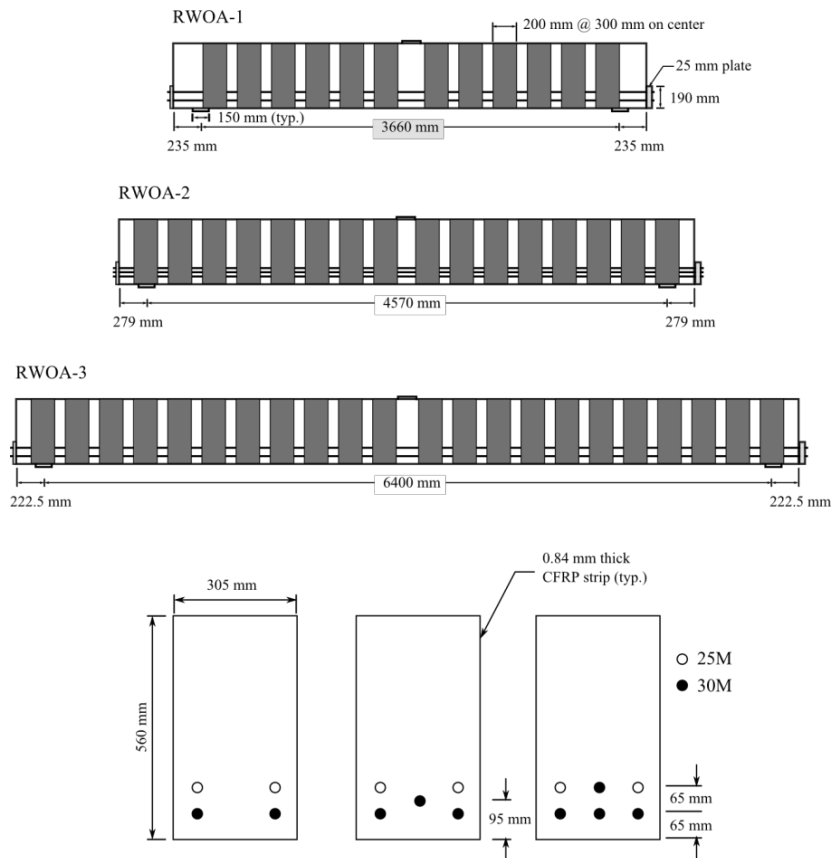 RWOA-1
200 mm @ 300 mm on center
25 mm plate
190 mm
150 mm (typ.)
3660 mm
235 mm
235 mm
RWOA-2
4570 mm
279 mm
279 mm
RWOA-3
6400 mm
222.5 mm
222.5 mm
0.84 mm thick
CFRP strip (typ.)
305 mm
560 mm
25M
30M
95 mm
65 mm
65 mm